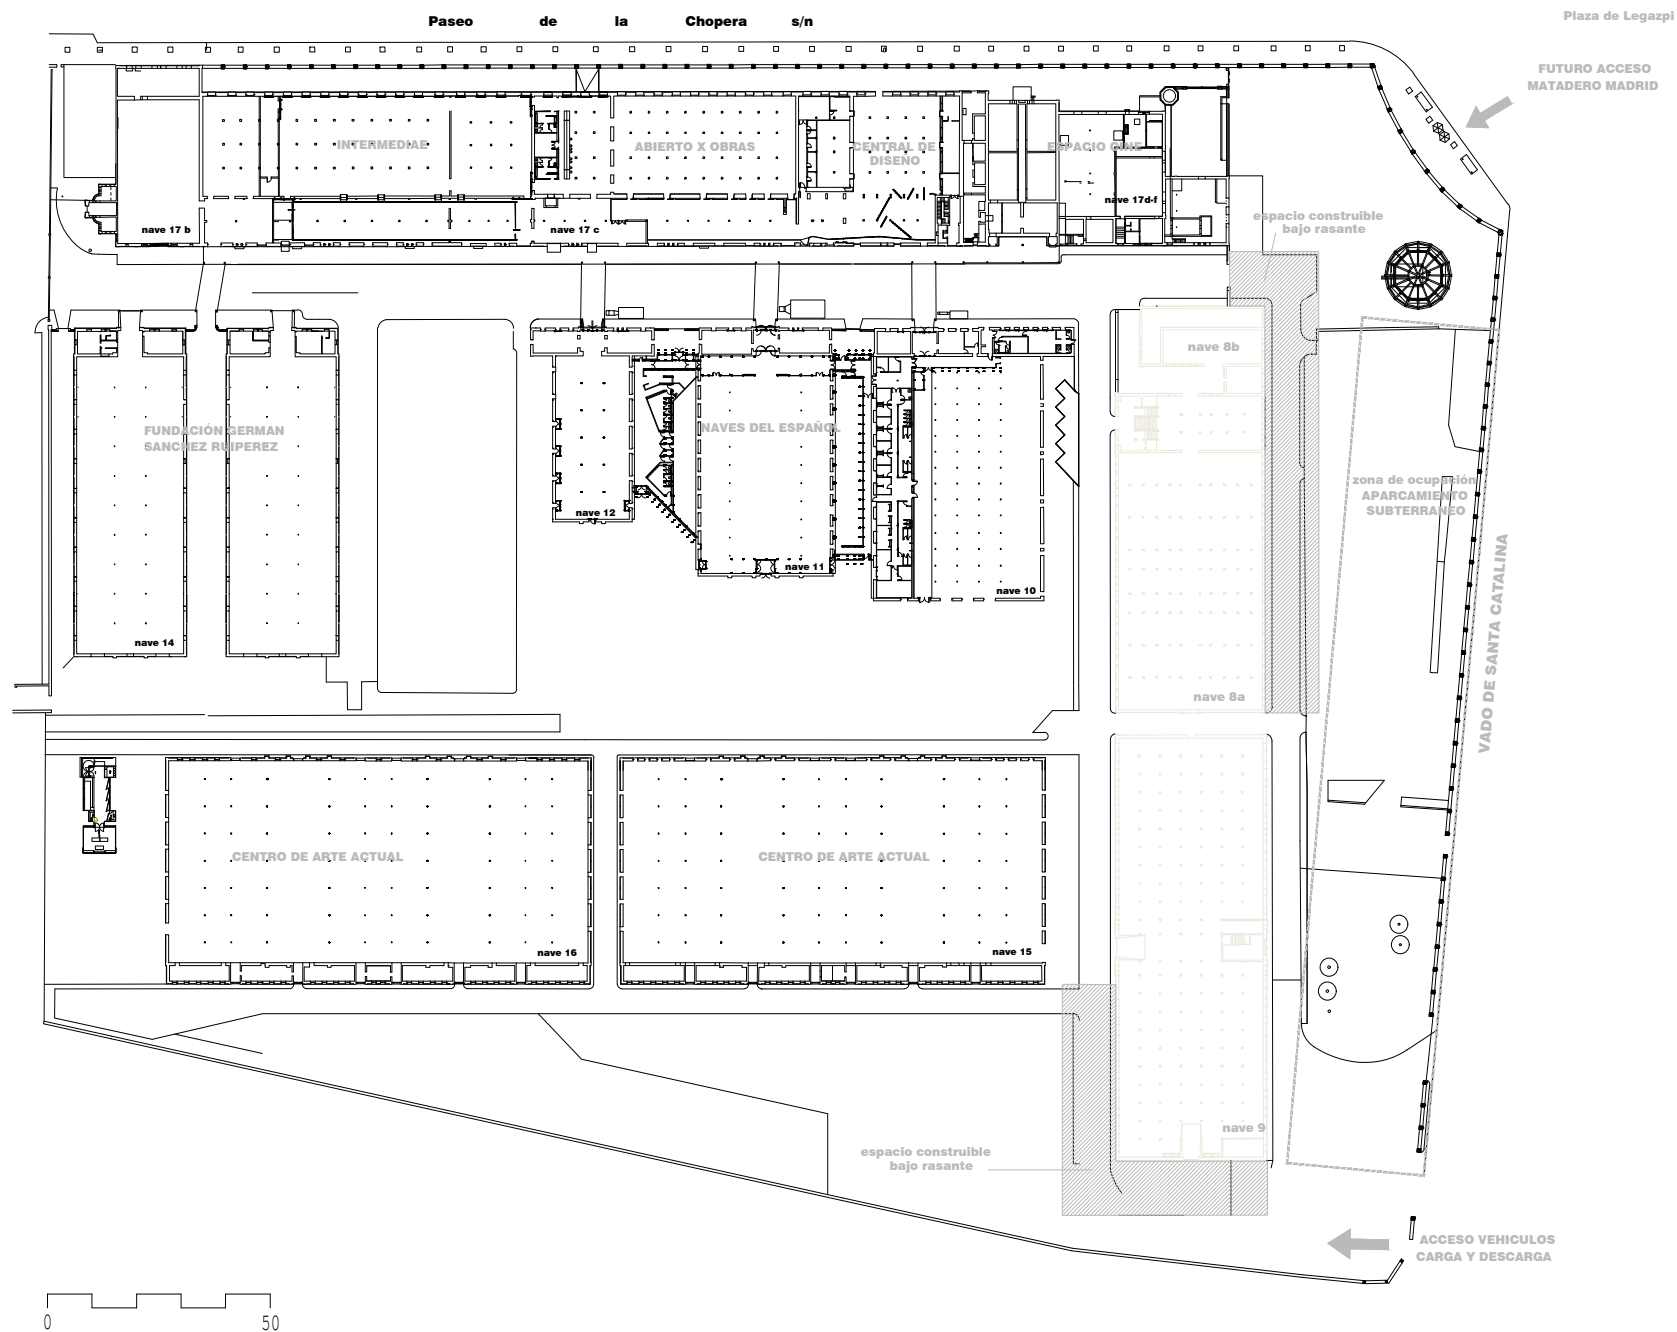 Paseo de la Chopera s/n
Plaza de Legazpi
FUTURO ACCESO
MATADERO MADRID
INTERMEDIAE
ABIERTO X OBRAS
CENTRAL DE
DISEÑO
ESPACIO CINE
nave 17 b
nave 17 c
nave 17d-f
espacio construible
bajo rasante
nave 8b
FUNDACIÓN GERMAN
SANCHEZ RUIPEREZ
NAVES DEL ESPAÑOL
zona de ocupación
APARCAMIENTO
SUBTERRANEO
nave 12
nave 11
nave 10
VADO DE SANTA CATALINA
nave 14
nave 8a
CENTRO DE ARTE ACTUAL
CENTRO DE ARTE ACTUAL
nave 16
nave 15
nave 9
espacio construible
bajo rasante
ACCESO VEHICULOS
CARGA Y DESCARGA
0 50